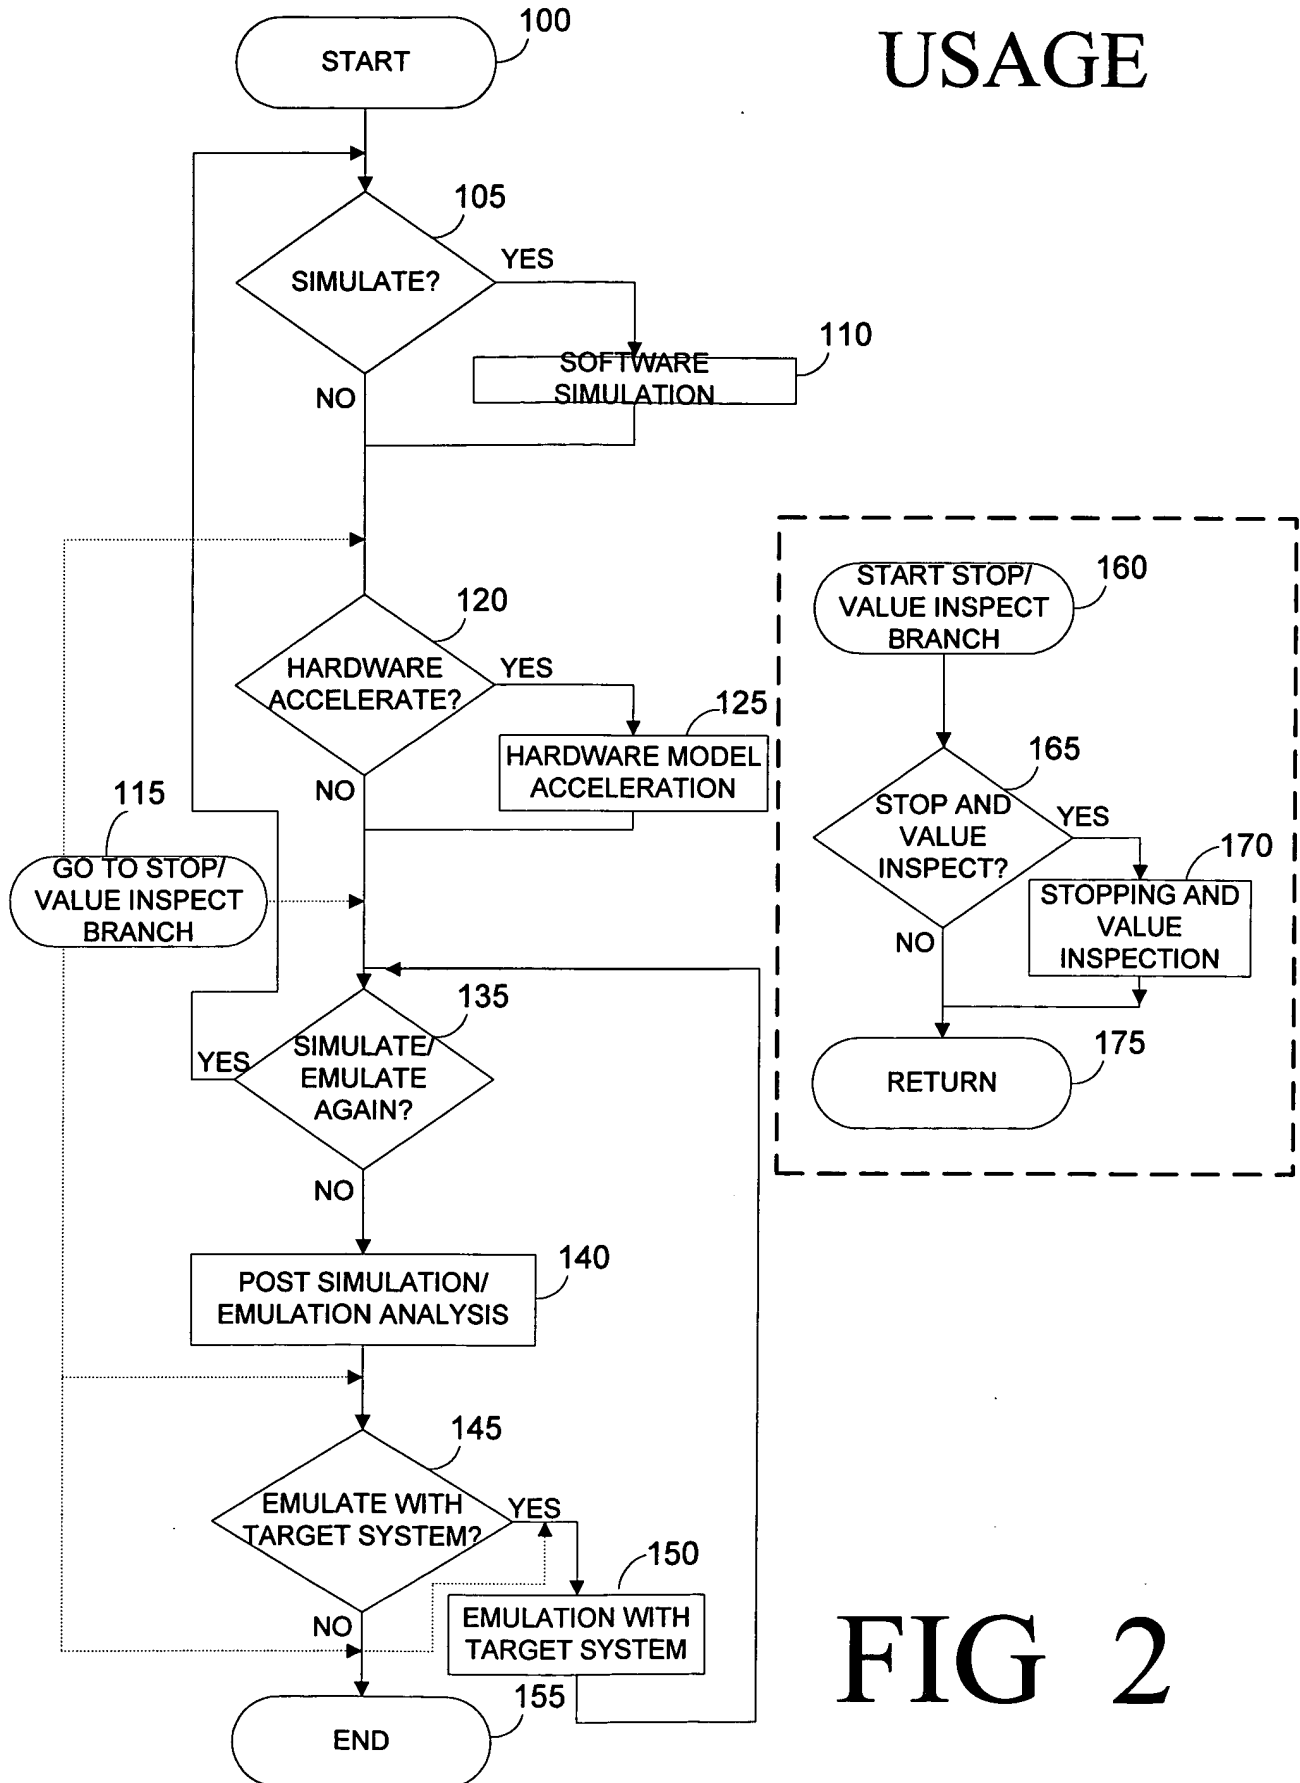 USAGE
START
100
105
SIMULATE?
YES
110
SOFTWARE
SIMULATION
NO
120
HARDWARE
ACCELERATE?
YES
125
HARDWARE MODEL
ACCELERATION
NO
115
GO TO STOP/
VALUE INSPECT
BRANCH
135
SIMULATE/
EMULATE
AGAIN?
YES
NO
140
POST SIMULATION/
EMULATION ANALYSIS
145
EMULATE WITH
TARGET SYSTEM?
YES
150
EMULATION WITH
TARGET SYSTEM
NO
155
END
START STOP/
VALUE INSPECT
BRANCH
160
165
STOP AND
VALUE
INSPECT?
YES
170
STOPPING AND
VALUE
INSPECTION
NO
175
RETURN
FIG 2